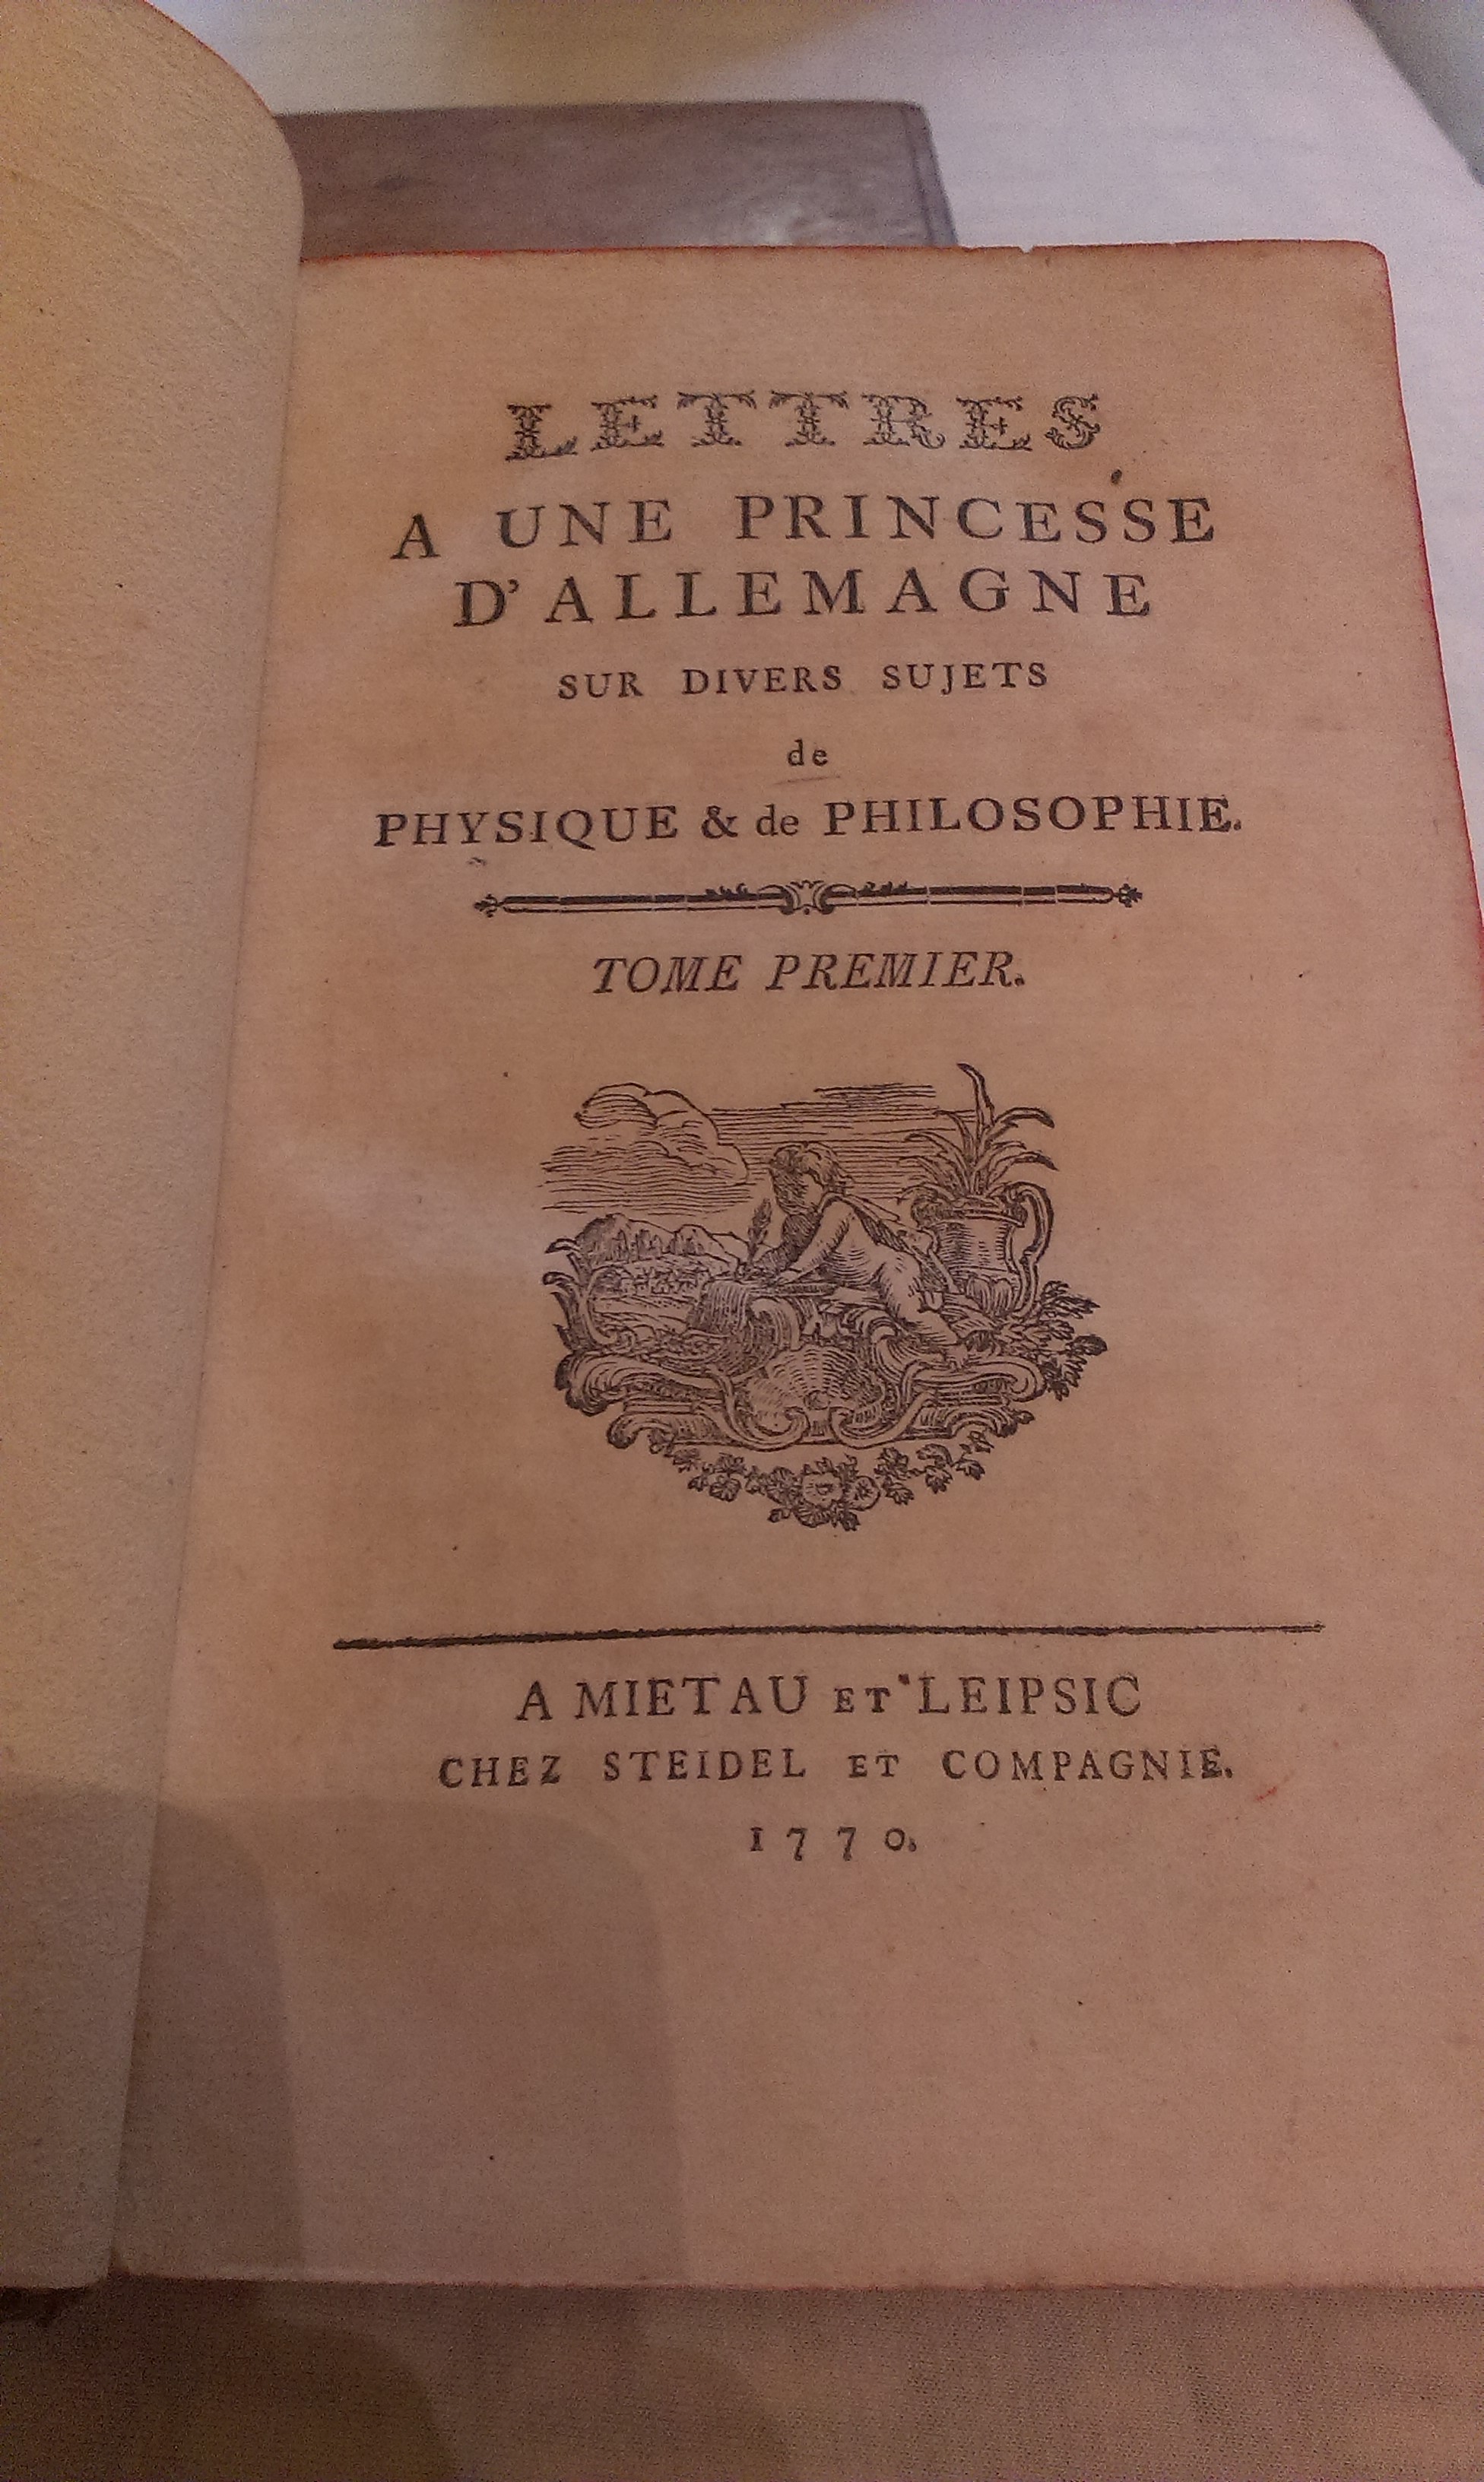 LETTRES
A UNE PRINCESSE
D'ALLEMAGNE
SUR DIVERS SUJETS
de
PHYSIQUE & de PHILOSOPHIE.
TOME PREMIER.
A MIETAU ET LEIPSIC
CHEZ STEIDEL ET COMPAGNIE.
1770.